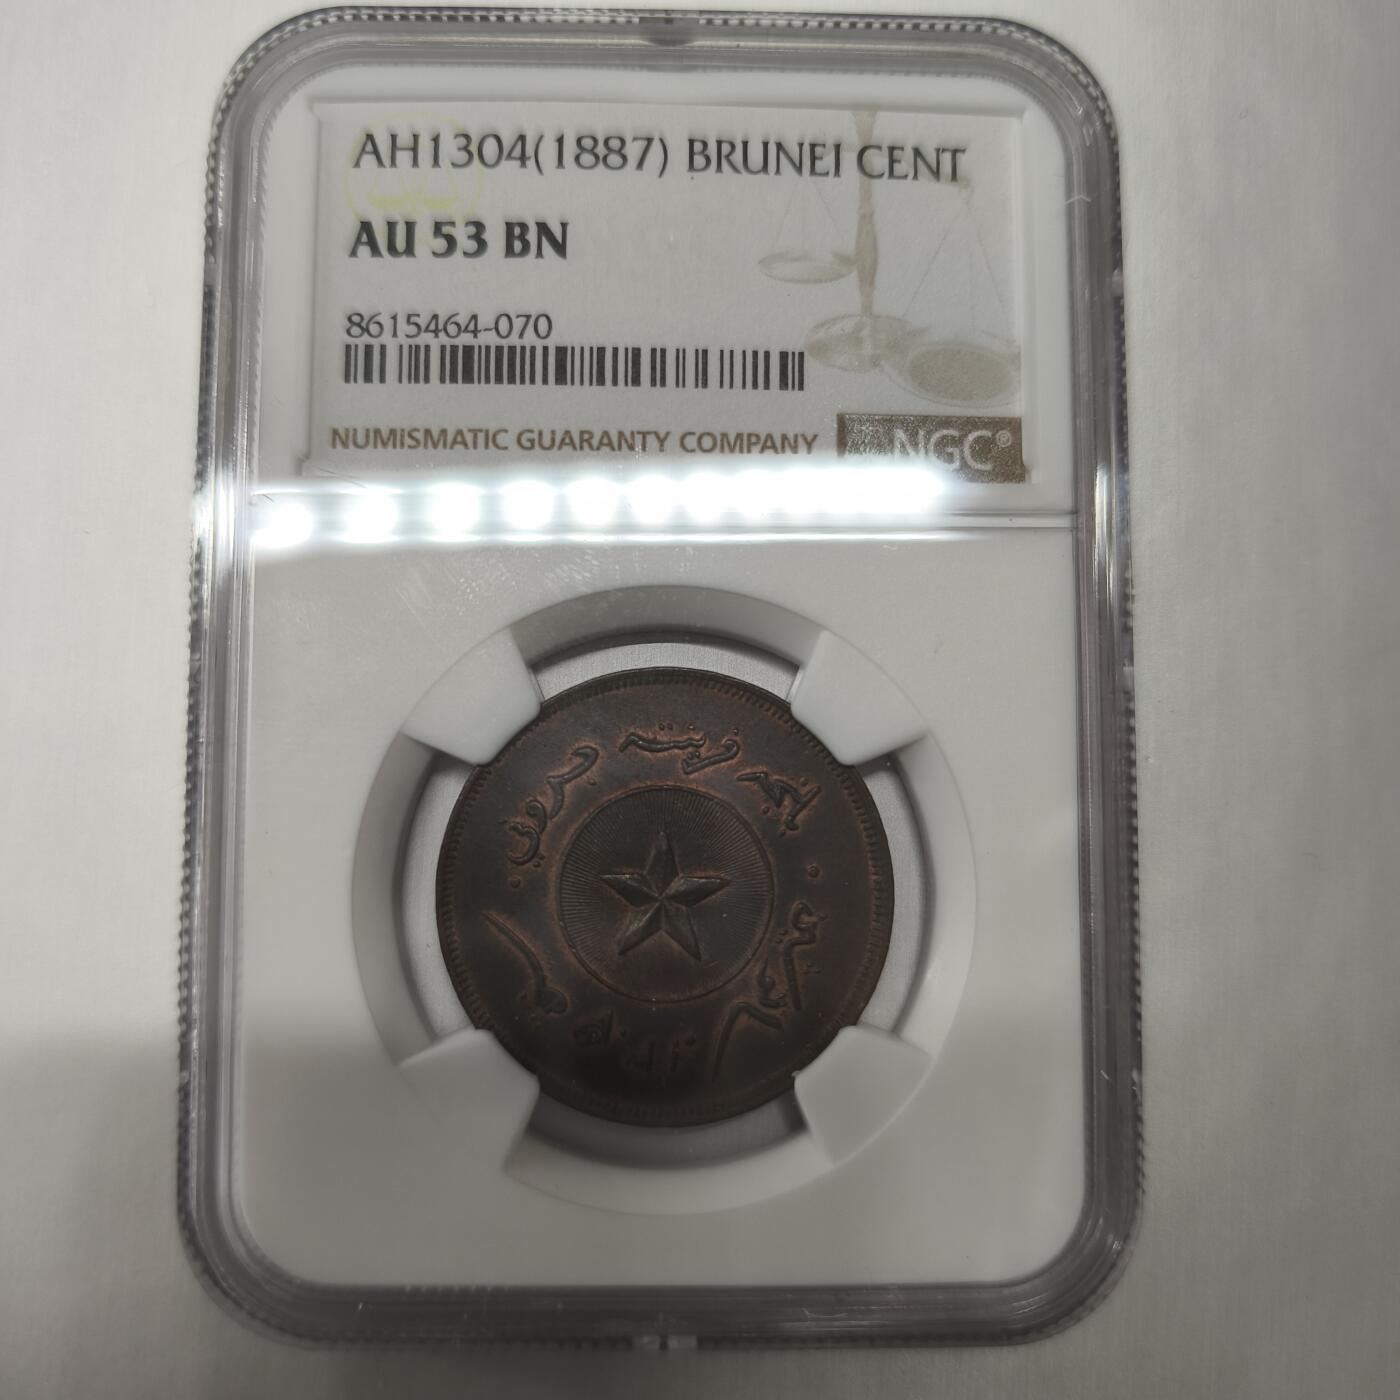 AH1304(1887) BRUNEI CENT
AU 53 BN
8615464-070
NUMISMATIC GUARANTY COMPANY
NGC®